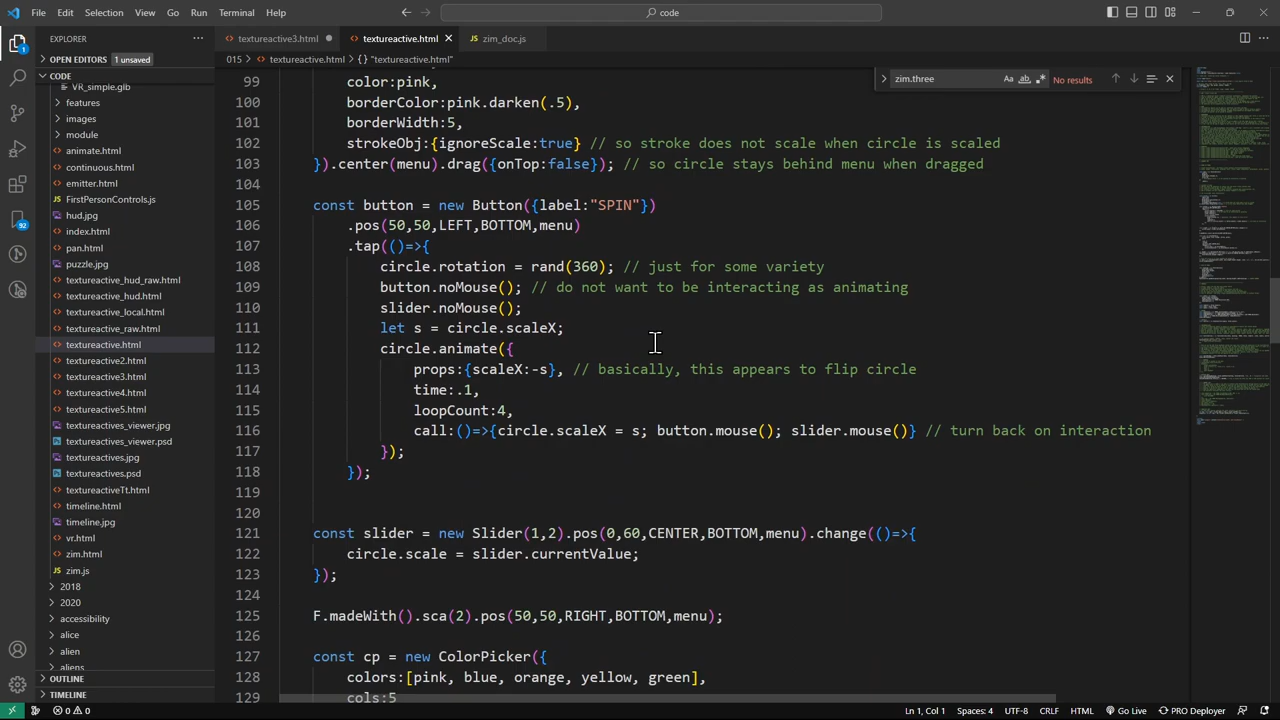 File Edit Selection View Go Run Terminal Help
code
EXPLORER
textureactive3.html
textureactive.html
zim_doc.js
OPEN EDITORS 1 unsaved
015 > textureactive.html > {} "textureactive.html"
CODE
VR_simple.glb
features
images
module
animate.html
continuous.html
emitter.html
FirstPersonControls.js
hud.jpg
index.html
pan.html
puzzle.jpg
textureactive_hud_raw.html
textureactive_hud.html
textureactive_local.html
textureactive_raw.html
textureactive.html
textureactive2.html
textureactive3.html
textureactive4.html
textureactive5.html
textureactives_viewer.jpg
textureactives_viewer.psd
textureactives.jpg
textureactives.psd
textureactiveTt.html
timeline.html
timeline.jpg
vr.html
zim.html
zim.js
2018
2020
accessibility
alice
alien
aliens
OUTLINE
TIMELINE
1
92
zim.three
Aa ab .*
No results
99 color:pink,
100 borderColor:pink.darken(.5),
101 borderWidth:5,
102 strokeObj:{ignoreScale:true} // so stroke does not scale when circle is scaled
103 }).center(menu).drag({onTop:false}); // so circle stays behind menu when dragged
104
105 const button = new Button({label:"SPIN"})
106 .pos(50,50,LEFT,BOTTOM,menu)
107 .tap(()=>{
108 circle.rotation = rand(360); // just for some variety
109 button.noMouse(); // do not want to be interacting as animating
110 slider.noMouse();
111 let s = circle.scaleX;
112 circle.animate({
113 props:{scaleX:-s}, // basically, this appears to flip circle
114 time:.1,
115 loopCount:4,
116 call:()=>{circle.scaleX = s; button.mouse(); slider.mouse()} // turn back on interaction
117 });
118 });
119
120
121 const slider = new Slider(1,2).pos(0,60,CENTER,BOTTOM,menu).change(()=>{
122 circle.scale = slider.currentValue;
123 });
124
125 F.madeWith().sca(2).pos(50,50,RIGHT,BOTTOM,menu);
126
127 const cp = new ColorPicker({
128 colors:[pink, blue, orange, yellow, green],
129 cols:5
0 0
Ln 1, Col 1 Spaces: 4 UTF-8 CRLF HTML Go Live PRO Deployer